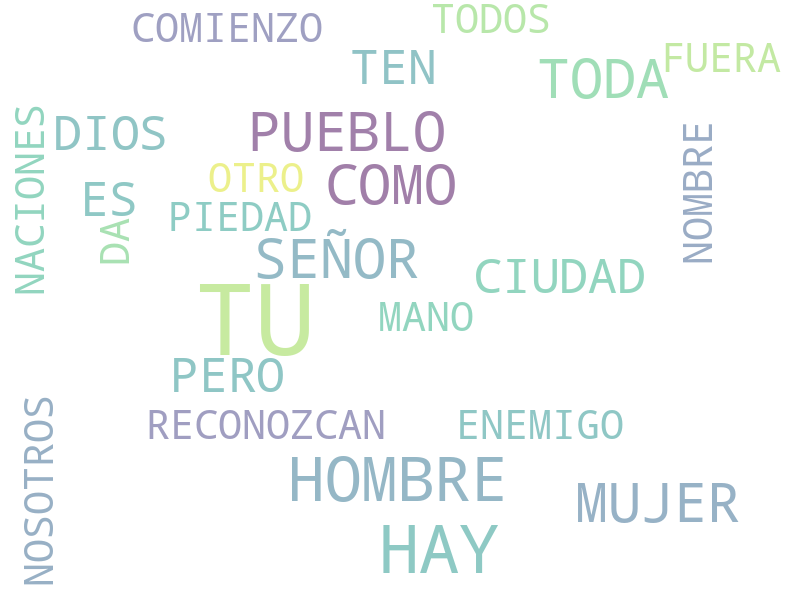 COMIENZO
TODOS
FUERA
TEN
TODA
DIOS
PUEBLO
NACIONES
NOMBRE
OTRO
COMO
ES
PIEDAD
DA
SEÑOR
CIUDAD
TU
MANO
PERO
RECONOZCAN
ENEMIGO
NOSOTROS
HOMBRE
MUJER
HAY